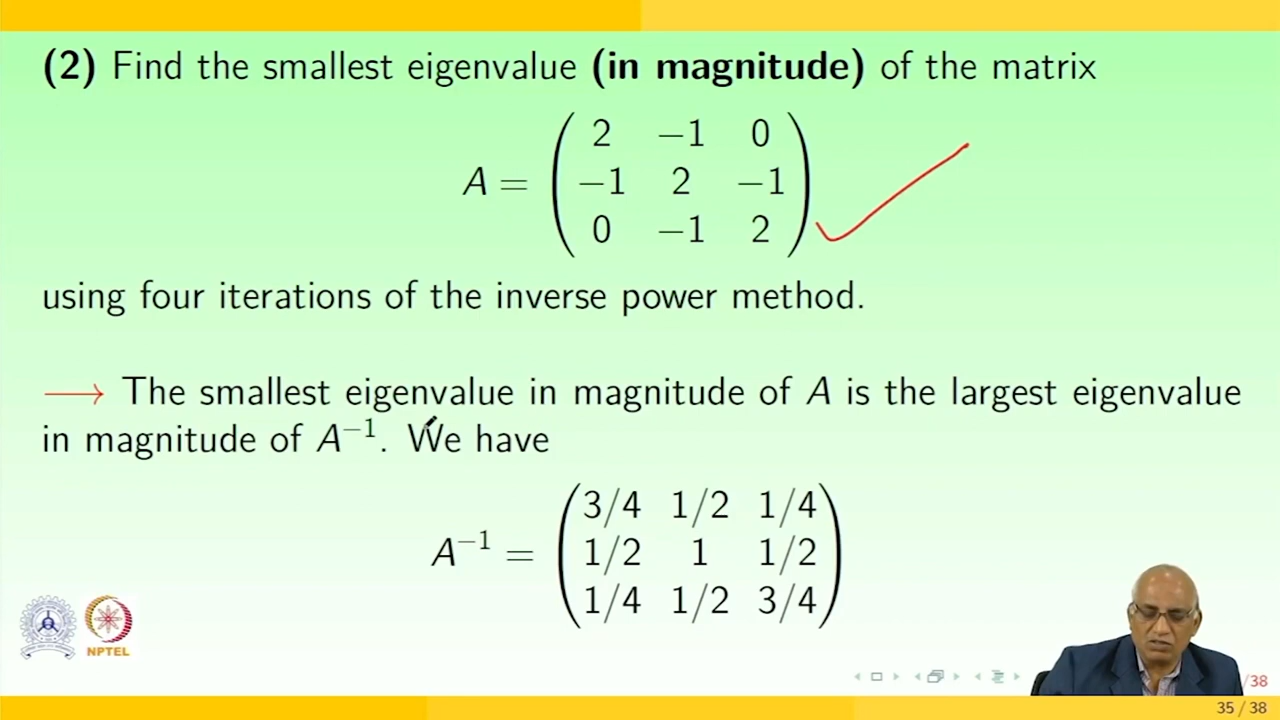 (2) Find the smallest eigenvalue (in magnitude) of the matrix
A = ( 2 −1 0
−1 2 −1
0 −1 2 )
using four iterations of the inverse power method.
⟶ The smallest eigenvalue in magnitude of A is the largest eigenvalue
in magnitude of A⁻¹. We have
A⁻¹ = ( 3/4 1/2 1/4
1/2 1 1/2
1/4 1/2 3/4 )
NPTEL
/38
35 / 38